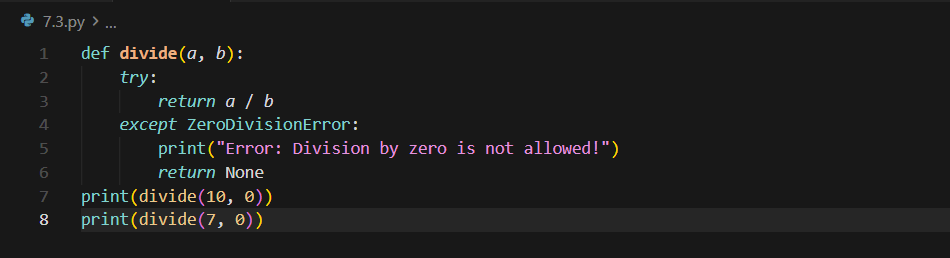 7.3.py > ...
1 def divide(a, b):
2     try:
3         return a / b
4     except ZeroDivisionError:
5         print("Error: Division by zero is not allowed!")
6         return None
7 print(divide(10, 0))
8 print(divide(7, 0))